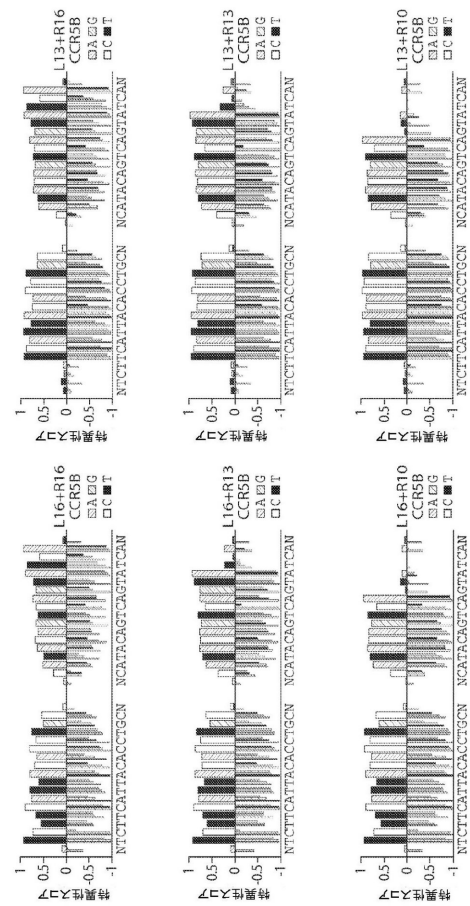 L16+R16
CCR5B
A G
C T
1
0.5
0
-0.5
-1
特異性スコア
NTCTTCATTACACCTGCN NCATACAGTCAGTATCAN
L13+R16
CCR5B
A G
C T
1
0.5
0
-0.5
-1
特異性スコア
NTCTTCATTACACCTGCN NCATACAGTCAGTATCAN
L16+R13
CCR5B
A G
C T
1
0.5
0
-0.5
-1
特異性スコア
NTCTTCATTACACCTGCN NCATACAGTCAGTATCAN
L13+R13
CCR5B
A G
C T
1
0.5
0
-0.5
-1
特異性スコア
NTCTTCATTACACCTGCN NCATACAGTCAGTATCAN
L16+R10
CCR5B
A G
C T
1
0.5
0
-0.5
-1
特異性スコア
NTCTTCATTACACCTGCN NCATACAGTCAGTATCAN
L13+R10
CCR5B
A G
C T
1
0.5
0
-0.5
-1
特異性スコア
NTCTTCATTACACCTGCN NCATACAGTCAGTATCAN